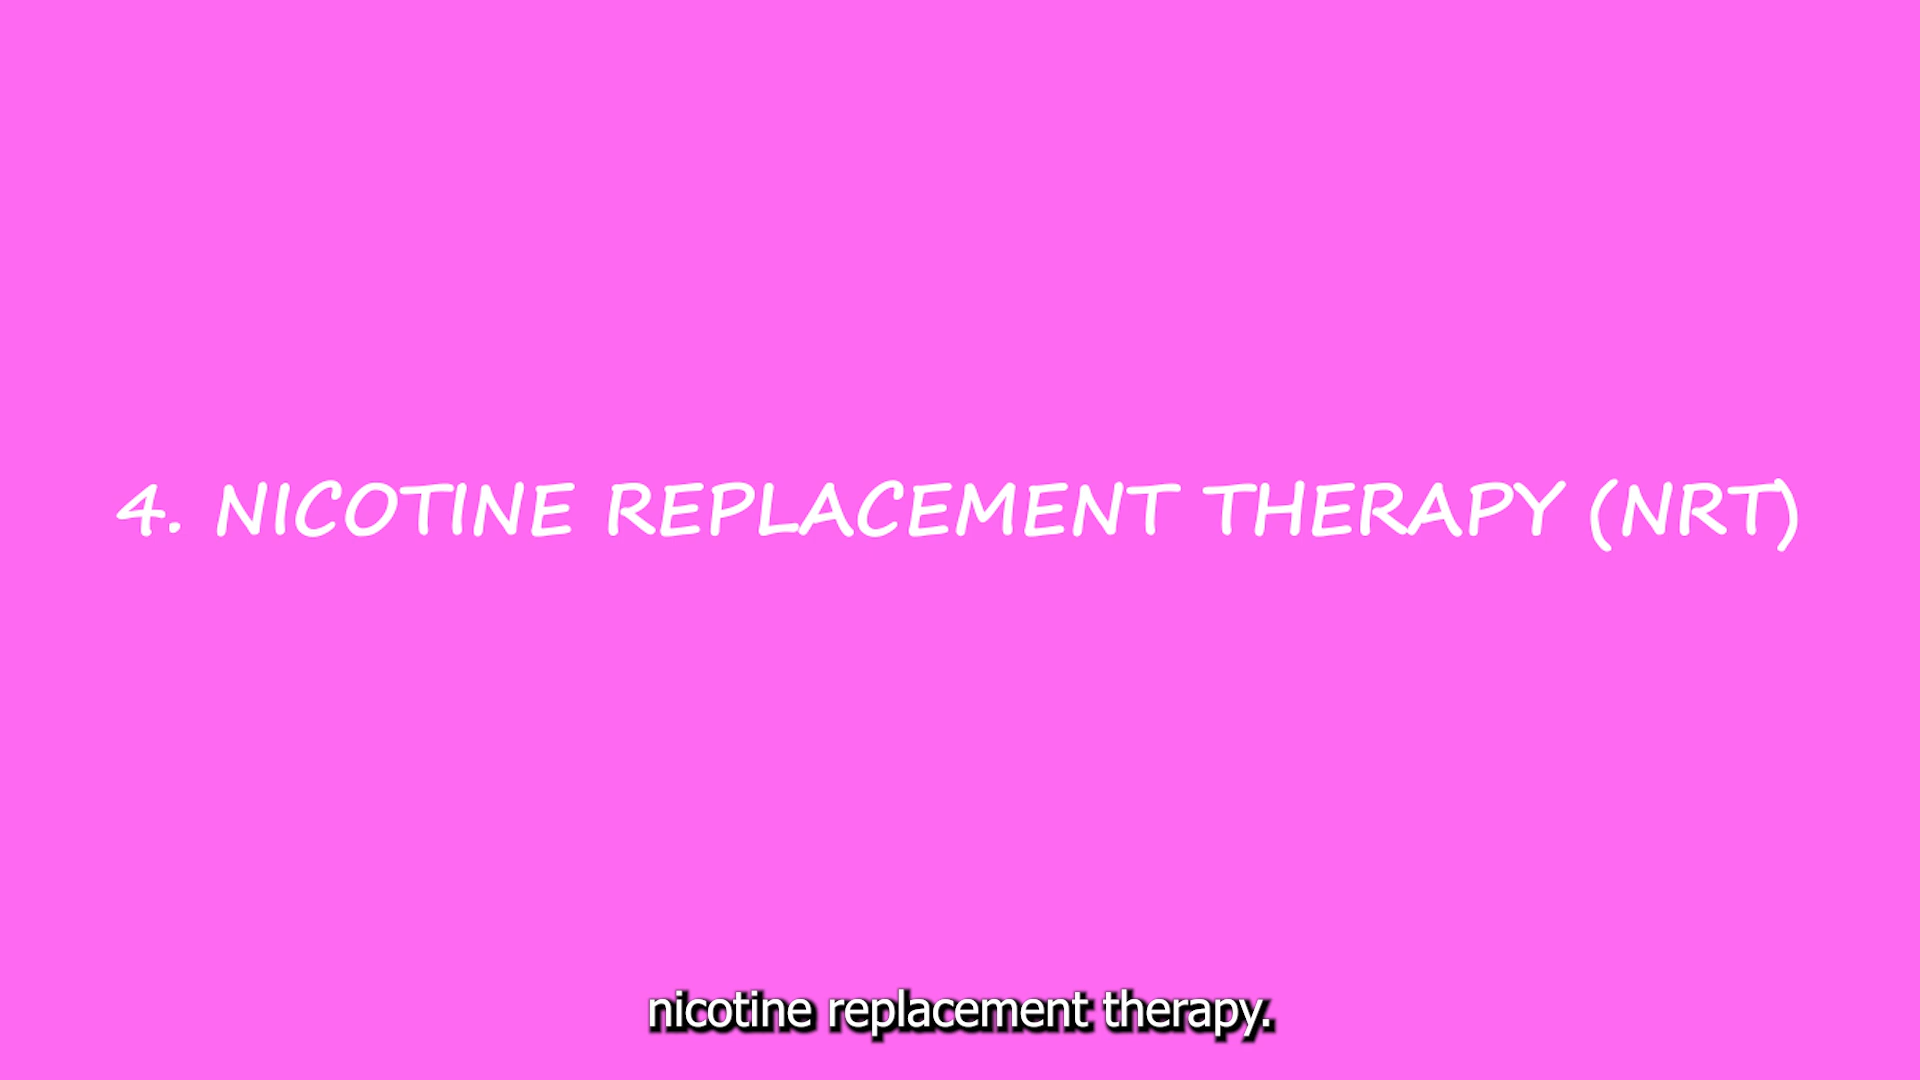 4. NICOTINE REPLACEMENT THERAPY (NRT)
nicotine replacement therapy.